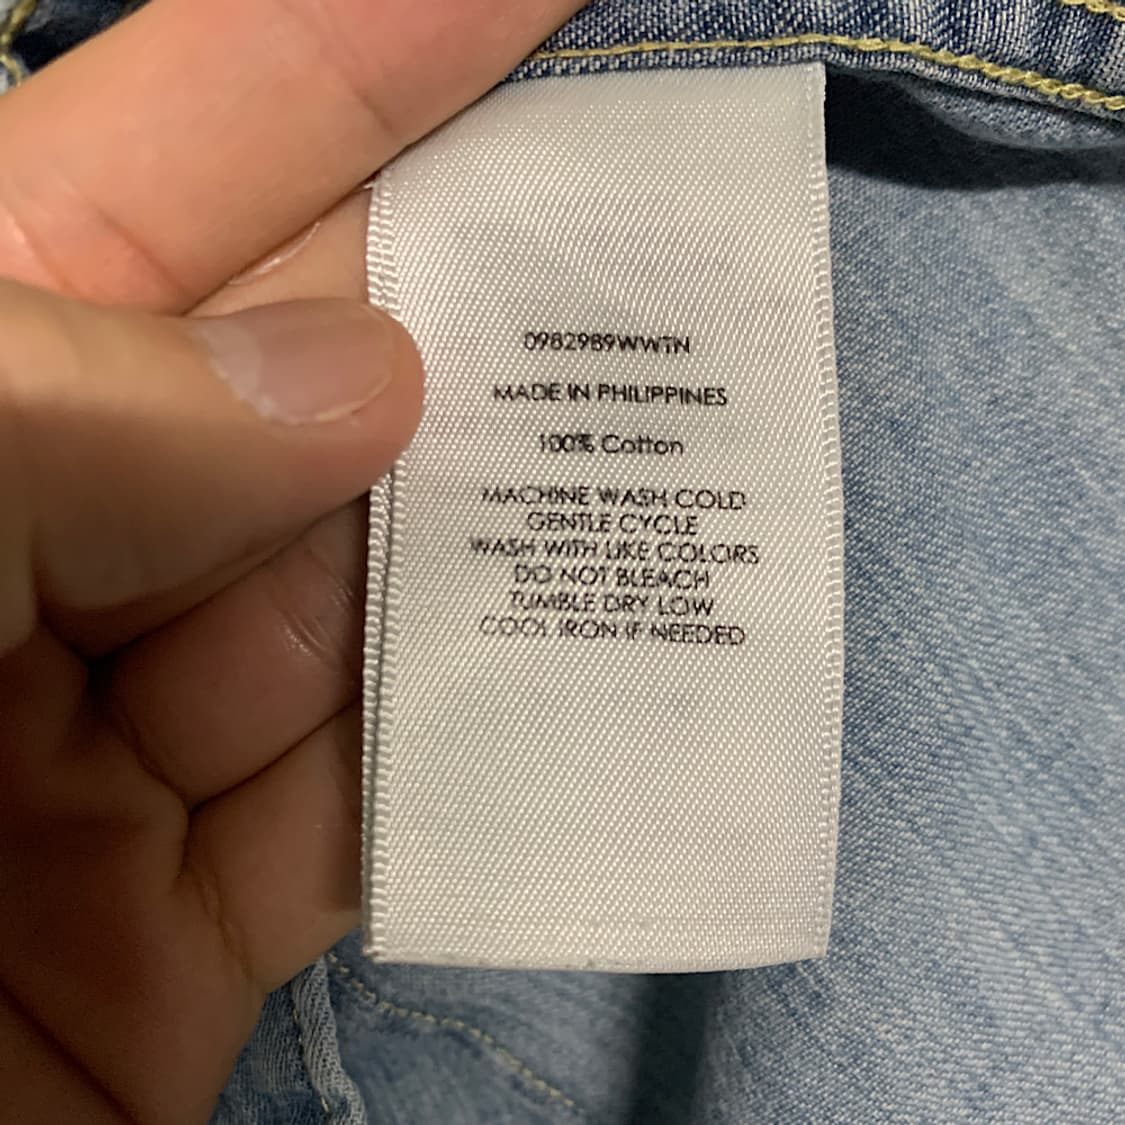 0982989WWTN
MADE IN PHILIPPINES
100% Cotton
MACHINE WASH COLD
GENTLE CYCLE
WASH WITH LIKE COLORS
DO NOT BLEACH
TUMBLE DRY LOW
COOL IRON IF NEEDED